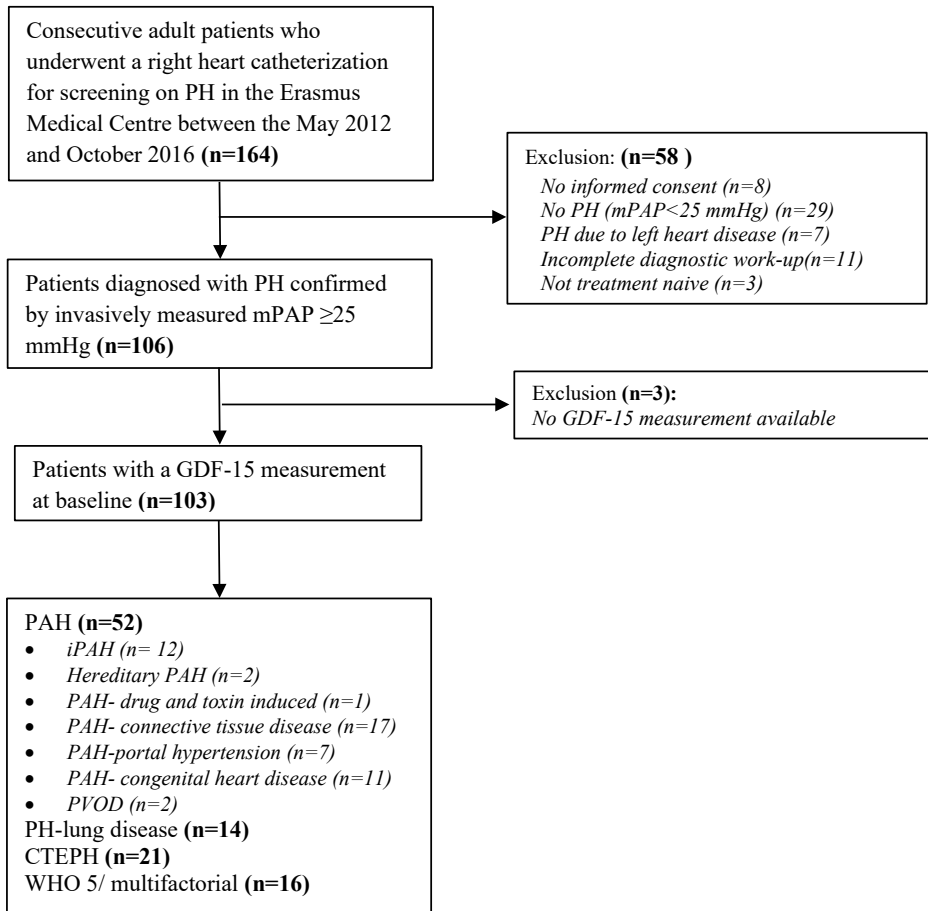 Consecutive adult patients who
underwent a right heart catheterization
for screening on PH in the Erasmus
Medical Centre between the May 2012
and October 2016 (n=164)
Exclusion: (n=58 )
No informed consent (n=8)
No PH (mPAP<25 mmHg) (n=29)
PH due to left heart disease (n=7)
Incomplete diagnostic work-up(n=11)
Not treatment naive (n=3)
Patients diagnosed with PH confirmed
by invasively measured mPAP ≥25
mmHg (n=106)
Exclusion (n=3):
No GDF-15 measurement available
Patients with a GDF-15 measurement
at baseline (n=103)
PAH (n=52)
• iPAH (n= 12)
• Hereditary PAH (n=2)
• PAH- drug and toxin induced (n=1)
• PAH- connective tissue disease (n=17)
• PAH-portal hypertension (n=7)
• PAH- congenital heart disease (n=11)
• PVOD (n=2)
PH-lung disease (n=14)
CTEPH (n=21)
WHO 5/ multifactorial (n=16)